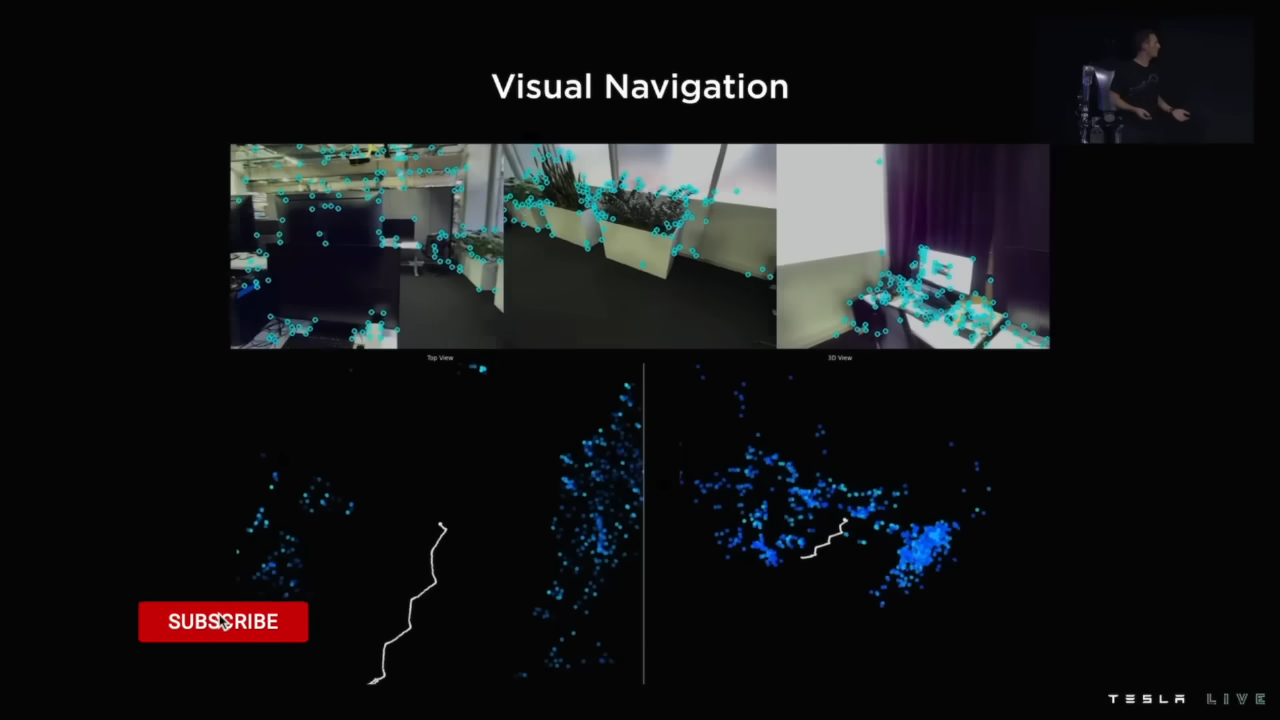 Visual Navigation
Top View
3D View
SUBSCRIBE
TESLA LIVE